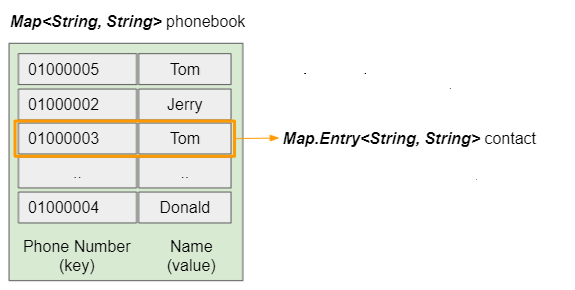 Map<String, String> phonebook
01000005 Tom
01000002 Jerry
01000003 Tom
Map.Entry<String, String> contact
.. ..
01000004 Donald
Phone Number Name
(key) (value)